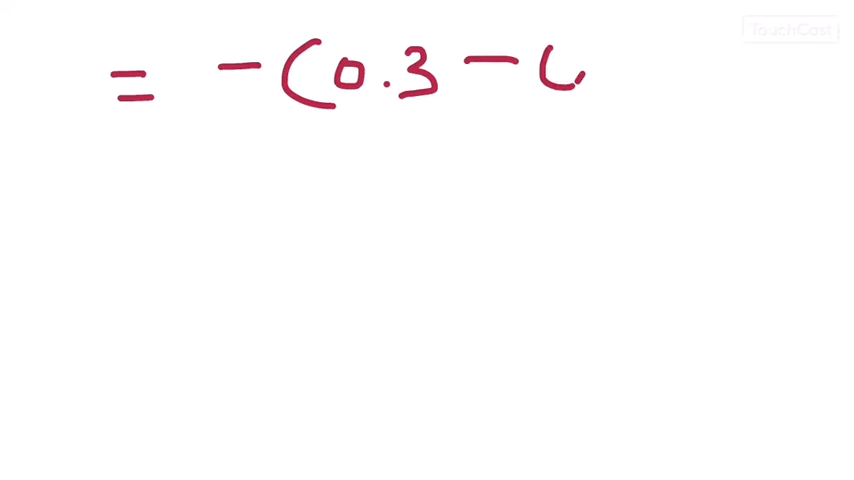 TouchCast
= - (0.3 -